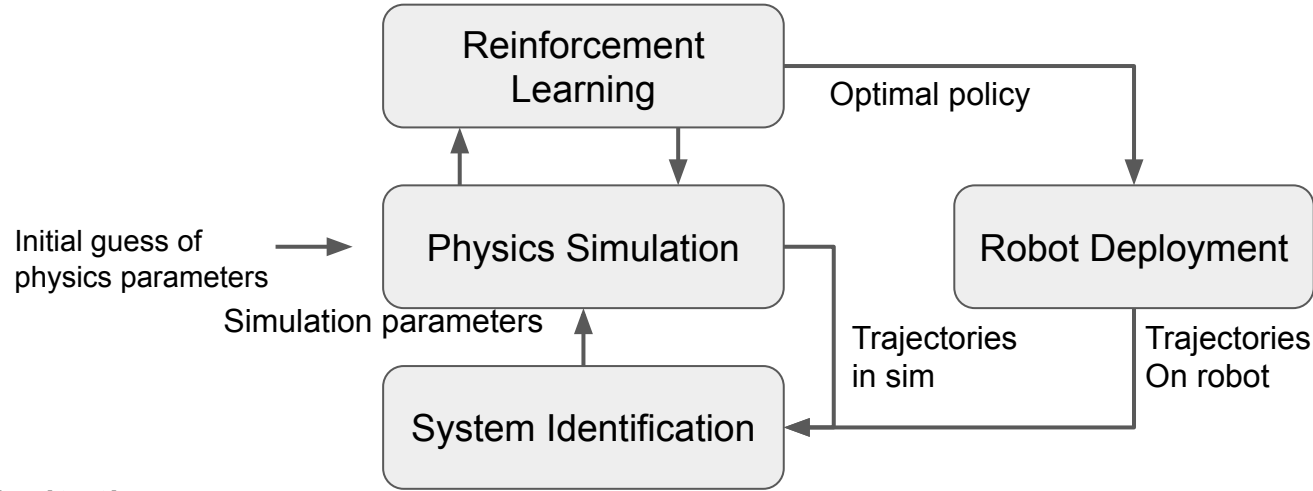 Reinforcement
Learning
Optimal policy
Initial guess of
physics parameters
Physics Simulation
Robot Deployment
Simulation parameters
Trajectories
in sim
Trajectories
On robot
System Identification